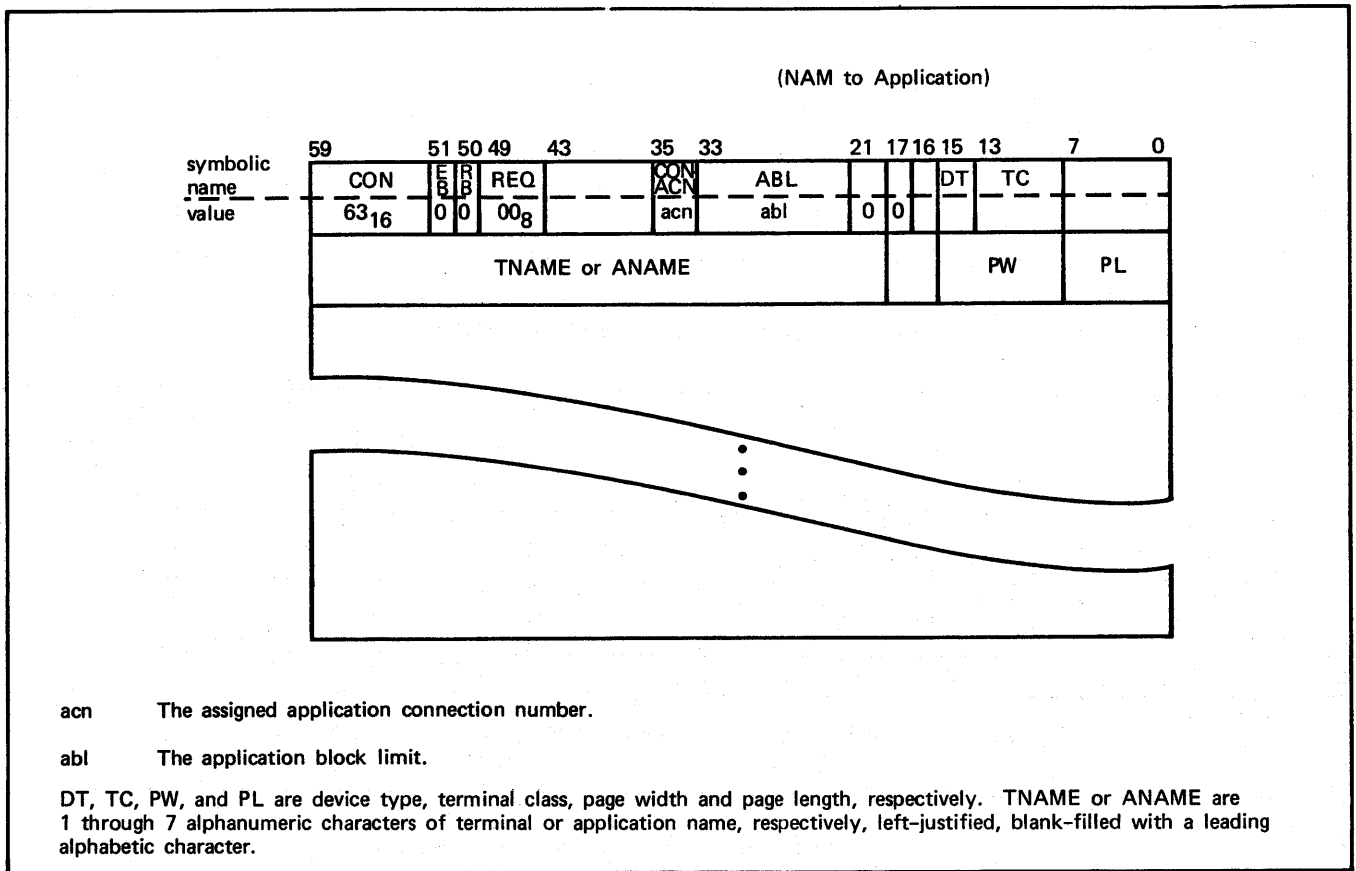 (NAM to Application)
59 51 50 49 43 35 33 21 17 16 15 13 7 0
symbolic name CON EB RB REQ CON ACN ABL DT TC
value 63₁₆ 0 0 00₈ acn abl 0 0
TNAME or ANAME PW PL
acn The assigned application connection number.
abl The application block limit.
DT, TC, PW, and PL are device type, terminal class, page width and page length, respectively. TNAME or ANAME are
1 through 7 alphanumeric characters of terminal or application name, respectively, left-justified, blank-filled with a leading
alphabetic character.